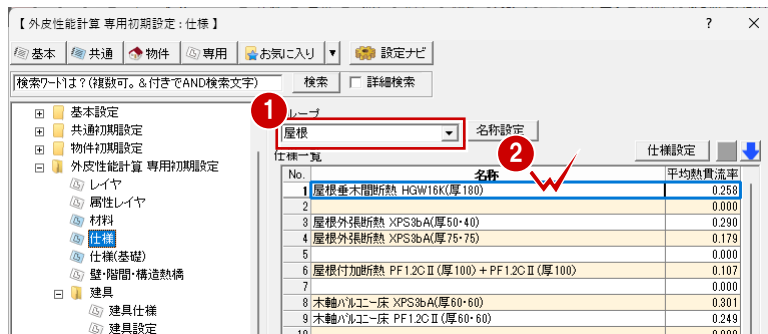 【 外皮性能計算 専用初期設定 : 仕様 】 ?
基本 共通 物件 専用 お気に入り 設定ナビ
検索ワードは？(複数可。＆付きでAND検索文字) 検索 詳細検索
基本設定
共通初期設定
物件初期設定
外皮性能計算 専用初期設定
レイヤ
属性レイヤ
材料
仕様
仕様(基礎)
壁・階間・構造熱橋
建具
建具仕様
建具設定
1
ループ
屋根 名称設定
仕様一覧 2 仕様設定
No. 名称 平均熱貫流率
1 屋根垂木間断熱 HGW16K(厚180) 0.258
2 0.000
3 屋根外張断熱 XPS3bA(厚50・40) 0.290
4 屋根外張断熱 XPS3bA(厚75・75) 0.179
5 0.000
6 屋根付加断熱 PF1.2CⅡ(厚100)＋PF1.2CⅡ(厚100) 0.107
7 0.000
8 木軸バルコニー床 XPS3bA(厚60・60) 0.301
9 木軸バルコニー床 PF1.2CⅡ(厚60・60) 0.249
10 0.000